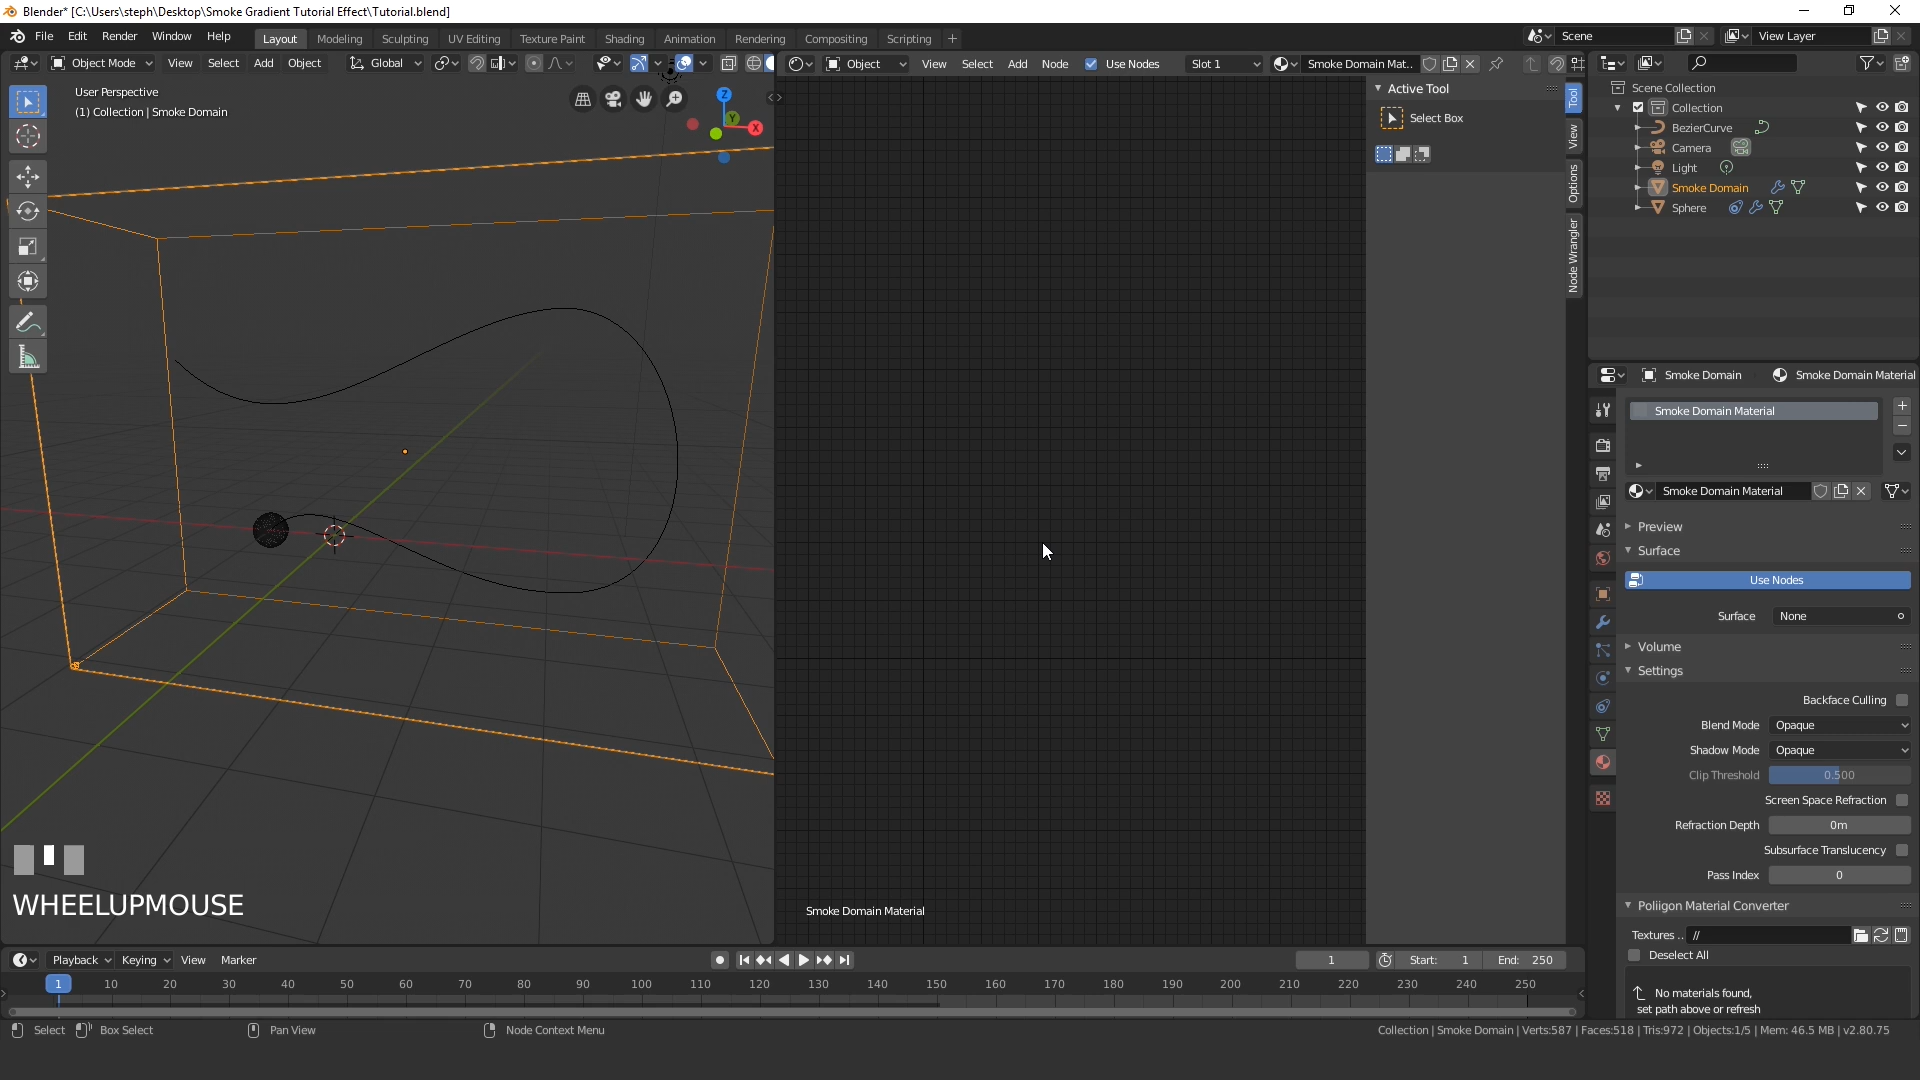 Blender* [C:\Users\steph\Desktop\Smoke Gradient Tutorial Effect\Tutorial.blend]
File Edit Render Window Help Layout Modeling Sculpting UV Editing Texture Paint Shading Animation Rendering Compositing Scripting + Scene View Layer
Object Mode View Select Add Object Global Object View Select Add Node Use Nodes Slot 1 Smoke Domain Mat..
User Perspective
(1) Collection | Smoke Domain
Z
Y
X
Active Tool
Select Box
Tool
View
Options
Node Wrangler
Scene Collection
Collection
BezierCurve
Camera
Light
Smoke Domain
Sphere
Smoke Domain Smoke Domain Material
Smoke Domain Material
Smoke Domain Material
Preview
Surface
Use Nodes
Surface None
Volume
Settings
Backface Culling
Blend Mode Opaque
Shadow Mode Opaque
Clip Threshold 0.500
Screen Space Refraction
Refraction Depth 0m
Subsurface Translucency
Pass Index 0
Poliigon Material Converter
Textures .. //
Deselect All
No materials found,
set path above or refresh
WHEELUPMOUSE
Smoke Domain Material
Playback Keying View Marker 1 Start: 1 End: 250
1 10 20 30 40 50 60 70 80 90 100 110 120 130 140 150 160 170 180 190 200 210 220 230 240 250
Select Box Select Pan View Node Context Menu Collection | Smoke Domain | Verts:587 | Faces:518 | Tris:972 | Objects:1/5 | Mem: 46.5 MB | v2.80.75